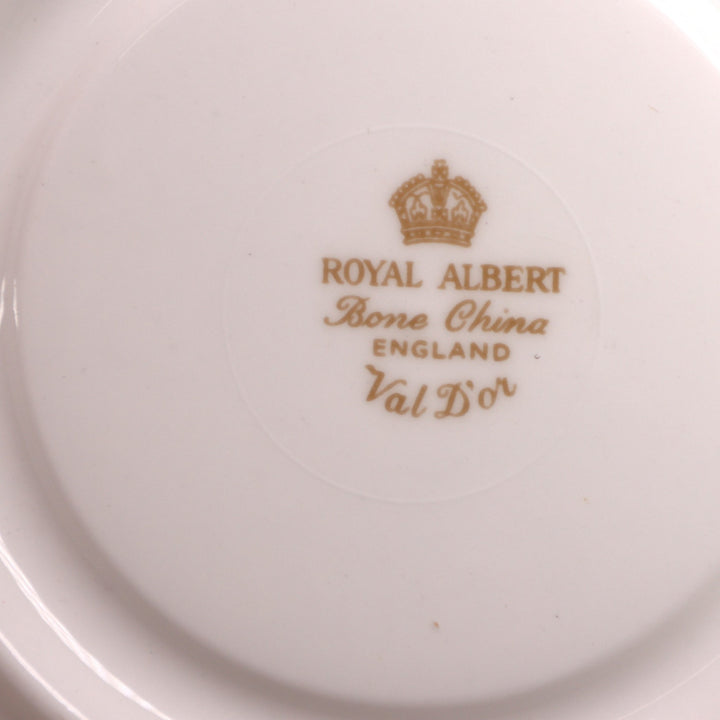 ROYAL ALBERT
Bone China
ENGLAND
Val D'or